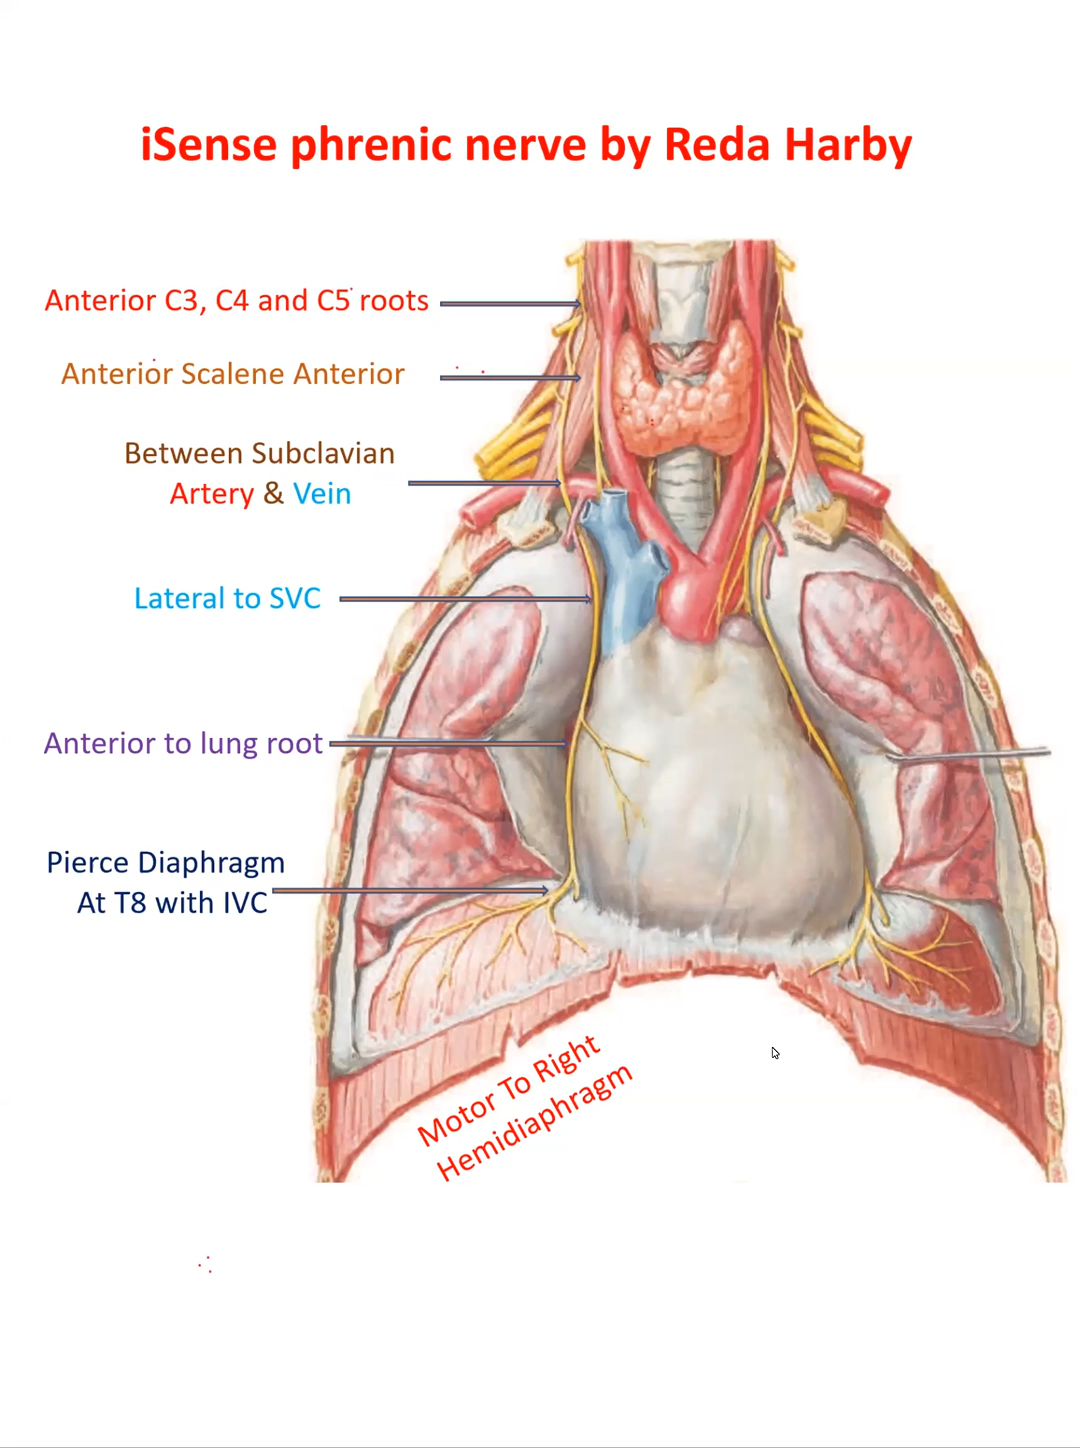 iSense phrenic nerve by Reda Harby
Anterior C3, C4 and C5 roots
Anterior Scalene Anterior
Between Subclavian
Artery & Vein
Lateral to SVC
Anterior to lung root
Pierce Diaphragm
At T8 with IVC
Motor To Right
Hemidiaphragm